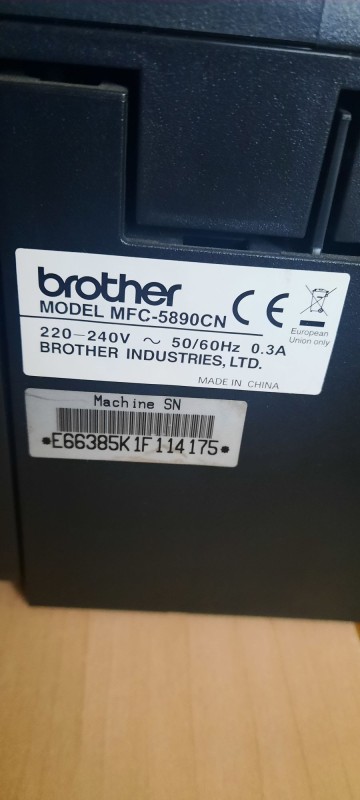 brother
MODEL MFC-5890CN
CE
220-240V ~ 50/60Hz 0.3A
European
Union only
BROTHER INDUSTRIES, LTD.
MADE IN CHINA
Machine SN
*E66385K1F114175*